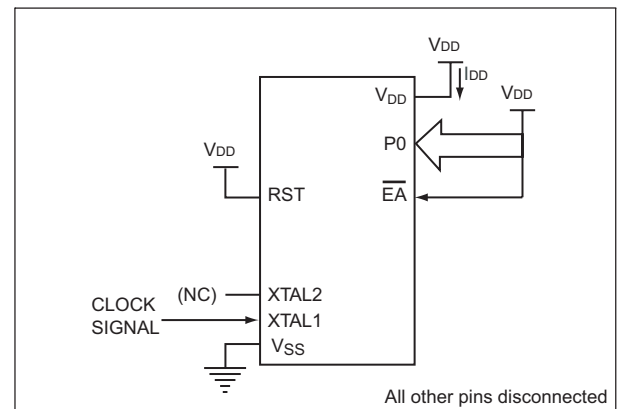 VDD
IDD
VDD
VDD
P0
VDD
RST
EA
(NC)
XTAL2
CLOCK
SIGNAL
XTAL1
VSS
All other pins disconnected